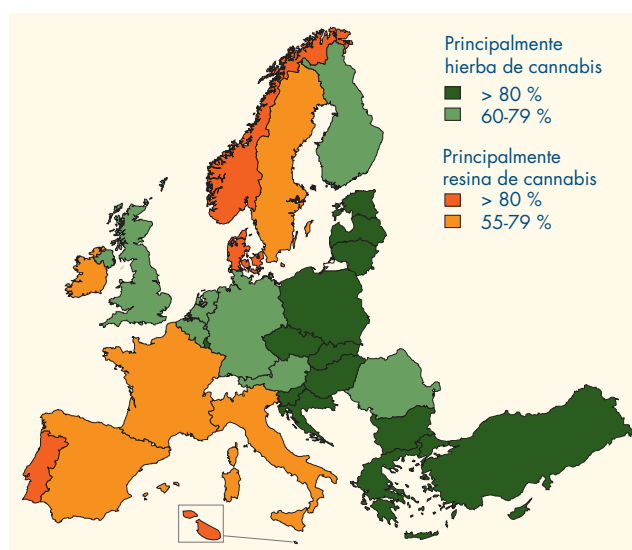 Principalmente
hierba de cannabis
> 80 %
60-79 %
Principalmente
resina de cannabis
> 80 %
55-79 %